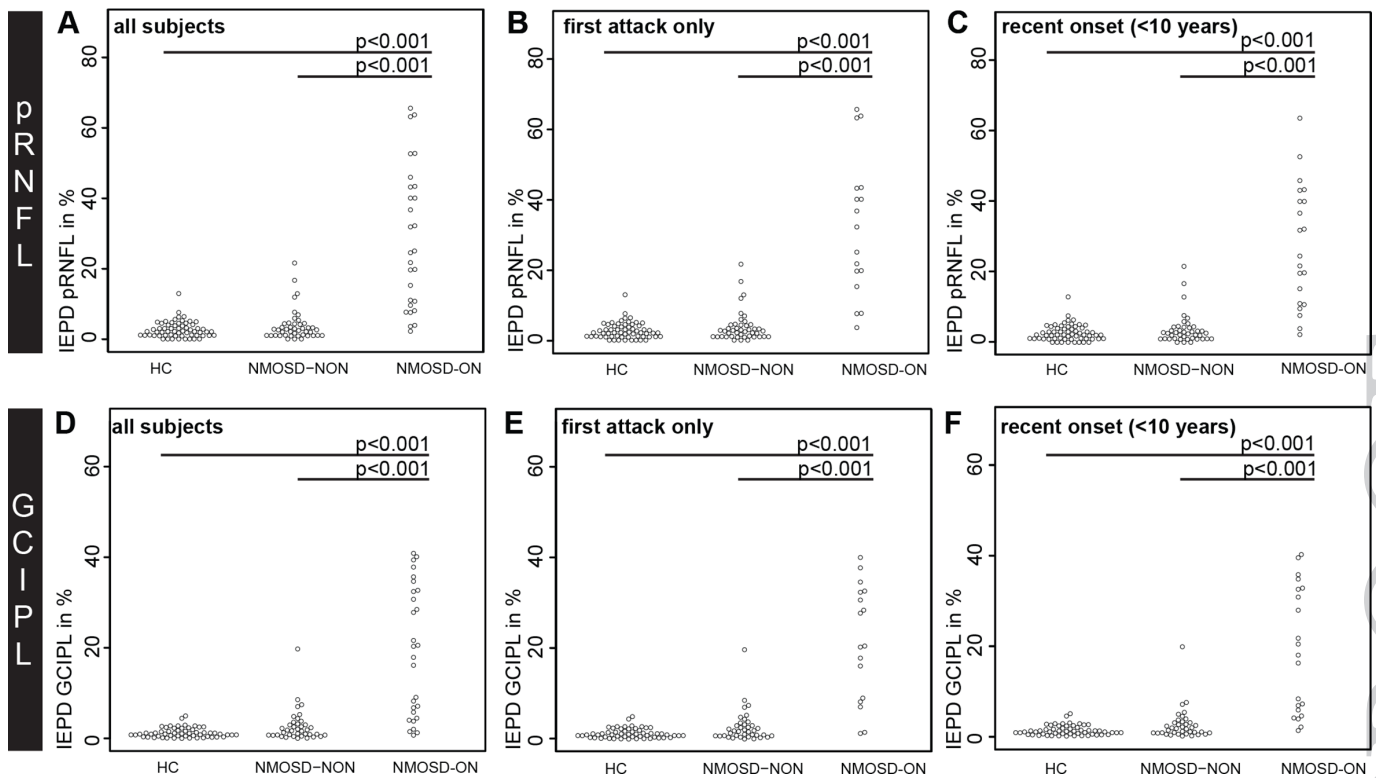 pRNFL
A
all subjects
p<0.001
p<0.001
IEPD pRNFL in %
80
60
40
20
0
HC NMOSD−NON NMOSD-ON
B
first attack only
p<0.001
p<0.001
IEPD pRNFL in %
80
60
40
20
0
HC NMOSD−NON NMOSD-ON
C
recent onset (<10 years)
p<0.001
p<0.001
IEPD pRNFL in %
80
60
40
20
0
HC NMOSD−NON NMOSD-ON
GCIPL
D
all subjects
p<0.001
p<0.001
IEPD GCIPL in %
60
40
20
0
HC NMOSD−NON NMOSD-ON
E
first attack only
p<0.001
p<0.001
IEPD GCIPL in %
60
40
20
0
HC NMOSD−NON NMOSD-ON
F
recent onset (<10 years)
p<0.001
p<0.001
IEPD GCIPL in %
60
40
20
0
HC NMOSD−NON NMOSD-ON